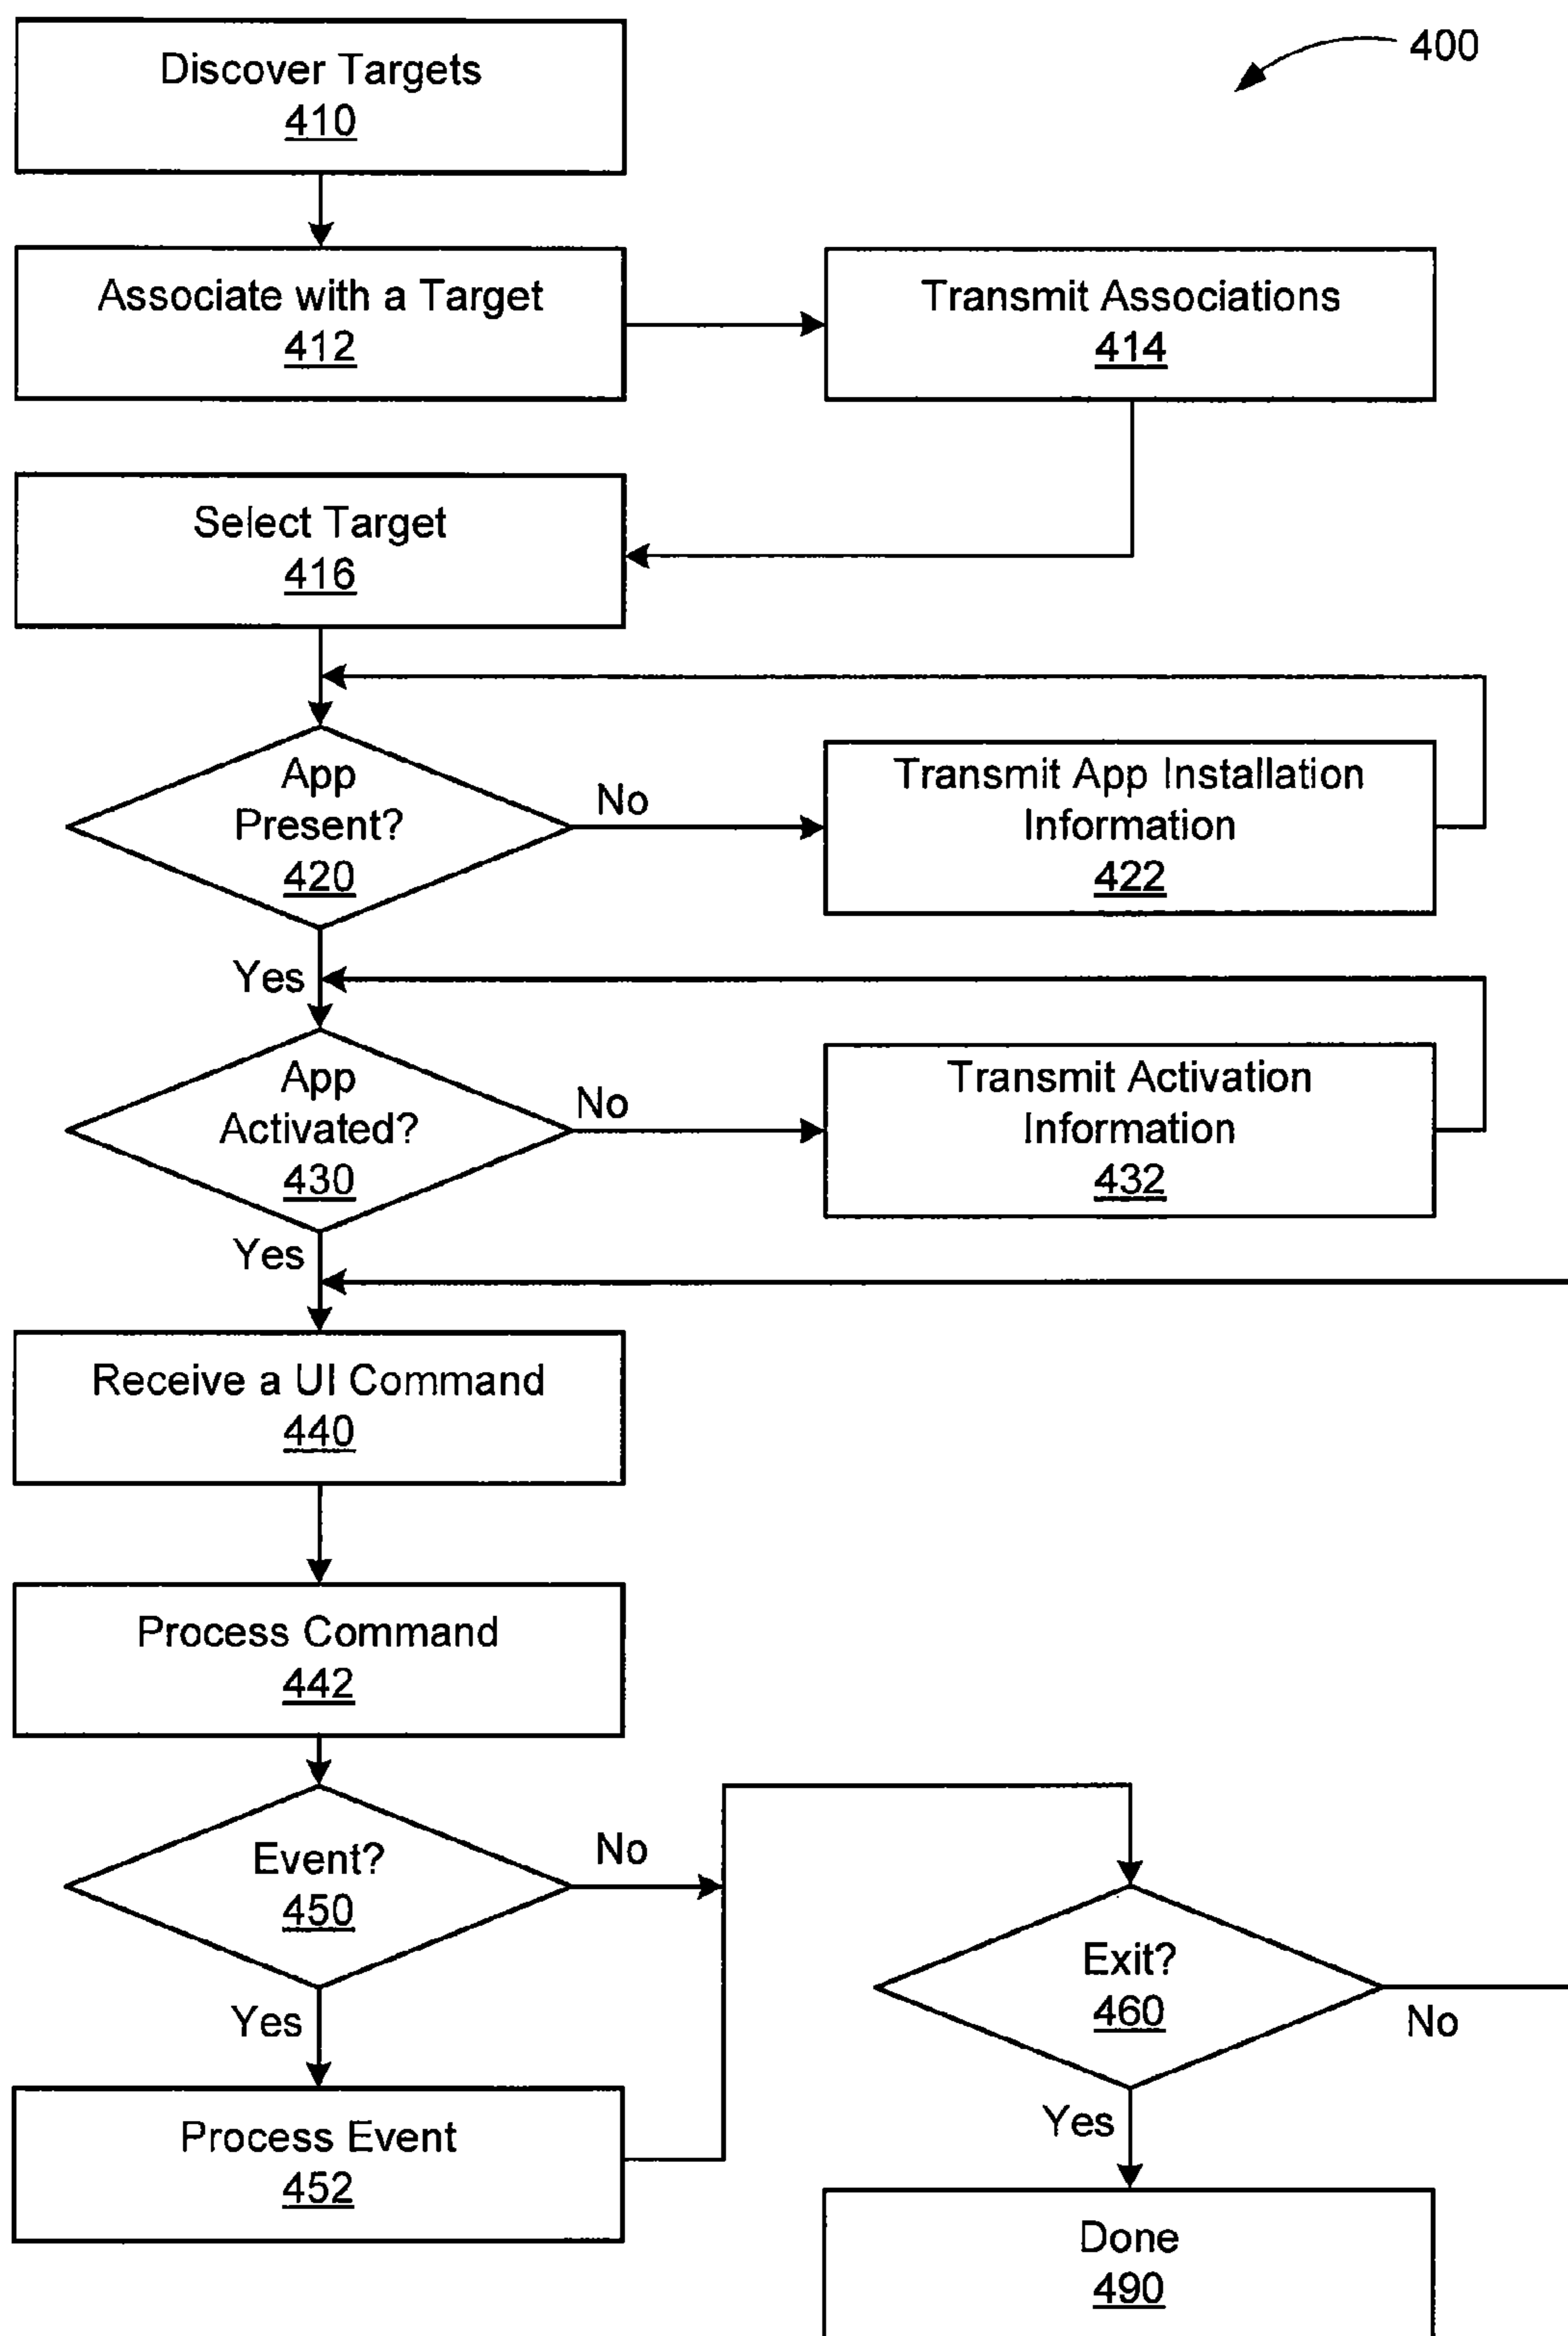 Discover Targets
410
400
Associate with a Target
412
Transmit Associations
414
Select Target
416
App
Present?
420
No
Transmit App Installation
Information
422
Yes
App
Activated?
430
No
Transmit Activation
Information
432
Yes
Receive a UI Command
440
Process Command
442
Event?
450
No
Yes
Exit?
460
No
Process Event
452
Yes
Done
490